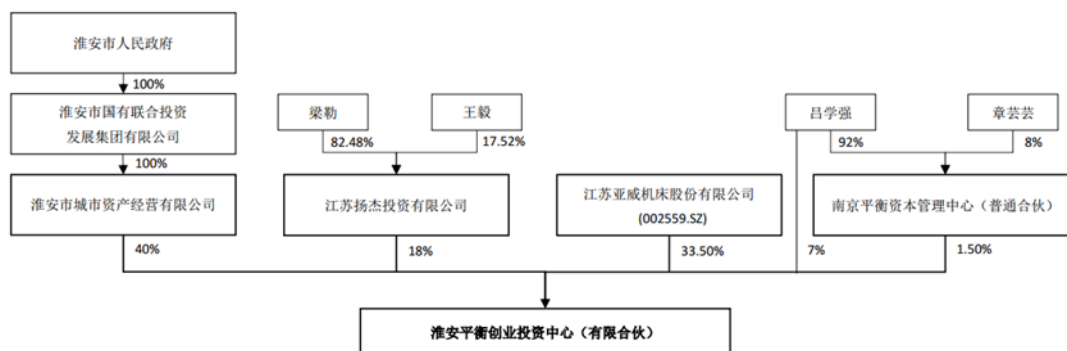 淮安市人民政府
100%
淮安市国有联合投资
发展集团有限公司
梁勒
王毅
吕学强
章芸芸
82.48%
17.52%
92%
8%
100%
淮安市城市资产经营有限公司
江苏扬杰投资有限公司
江苏亚威机床股份有限公司
(002559.SZ)
南京平衡资本管理中心（普通合伙）
40%
18%
33.50%
7%
1.50%
淮安平衡创业投资中心（有限合伙）